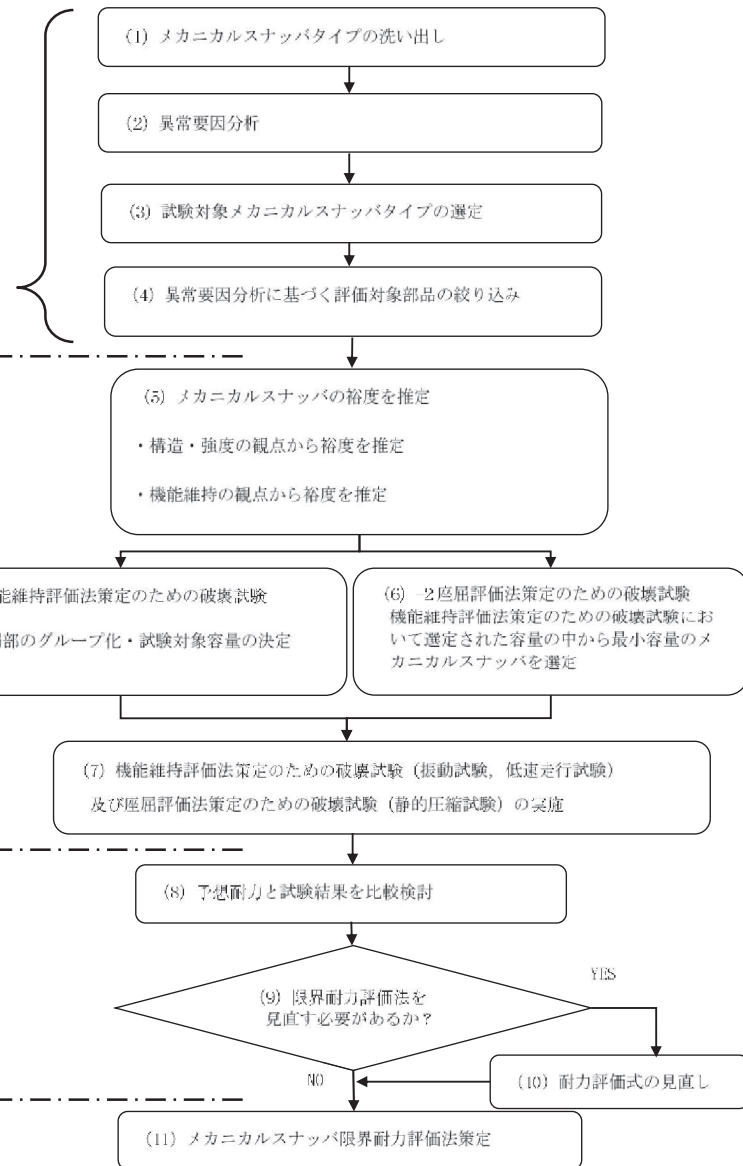 (1) メカニカルスナッバタイプの洗い出し
(2) 異常要因分析
(3) 試験対象メカニカルスナッバタイプの選定
(4) 異常要因分析に基づく評価対象部品の絞り込み
(5) メカニカルスナッバの裕度を推定
・構造・強度の観点から裕度を推定
・機能維持の観点から裕度を推定
能維持評価法策定のための破壊試験
部のグループ化・試験対象容量の決定
(6) -2座屈評価法策定のための破壊試験
機能維持評価法策定のための破壊試験にお
いて選定された容量の中から最小容量のメ
カニカルスナッバを選定
(7) 機能維持評価法策定のための破壊試験 (振動試験, 低速走行試験)
及び座屈評価法策定のための破壊試験 (静的圧縮試験) の実施
(8) 予想耐力と試験結果を比較検討
(9) 限界耐力評価法を
見直す必要があるか?
YES
NO
(10) 耐力評価式の見直し
(11) メカニカルスナッバ限界耐力評価法策定